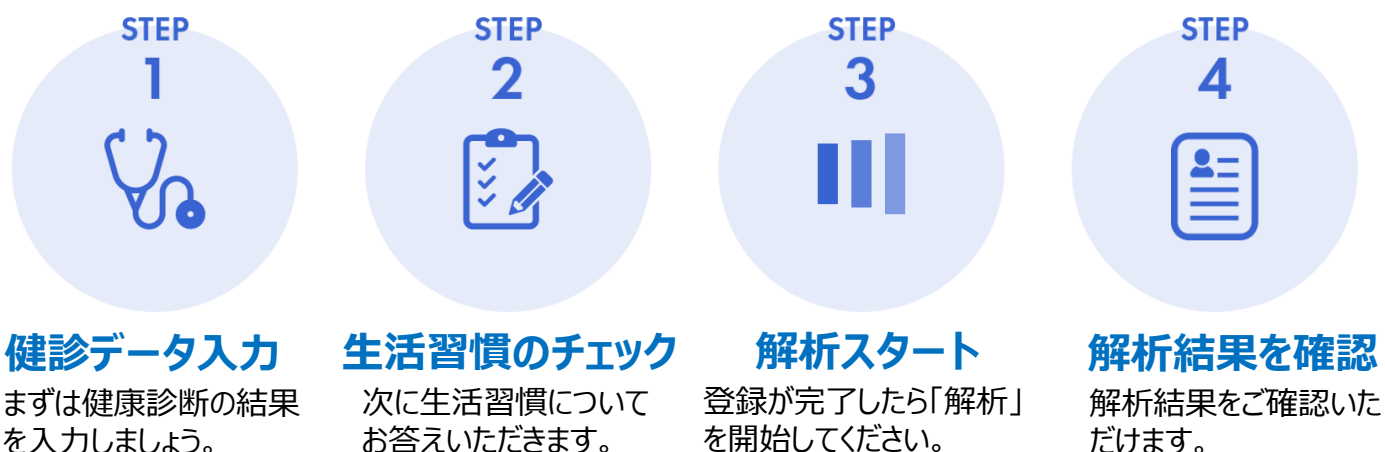 STEP
1
健診データ入力
まずは健康診断の結果
を入力しましょう。
STEP
2
生活習慣のチェック
次に生活習慣について
お答えいただきます。
STEP
3
解析スタート
登録が完了したら「解析」
を開始してください。
STEP
4
解析結果を確認
解析結果をご確認いた
だけます。